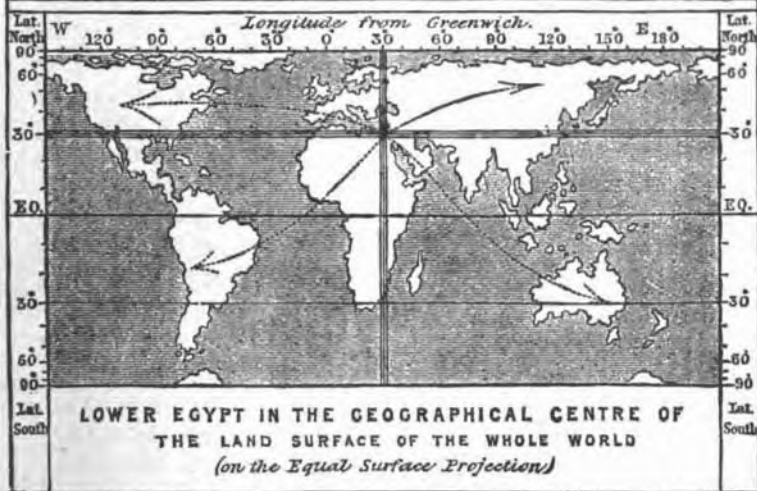 Lat. W Longitude from Greenwich. E Lat.
North 120° 90° 60° 30 0 30 60° 90° 120° 150° 180° North
90° 90
60° 60°
30° 30°
EQ. EQ.
30° 30°
60° 60°
90° 90
Lat. LOWER EGYPT IN THE GEOGRAPHICAL CENTRE OF Lat.
South THE LAND SURFACE OF THE WHOLE WORLD South
(on the Equal Surface Projection)